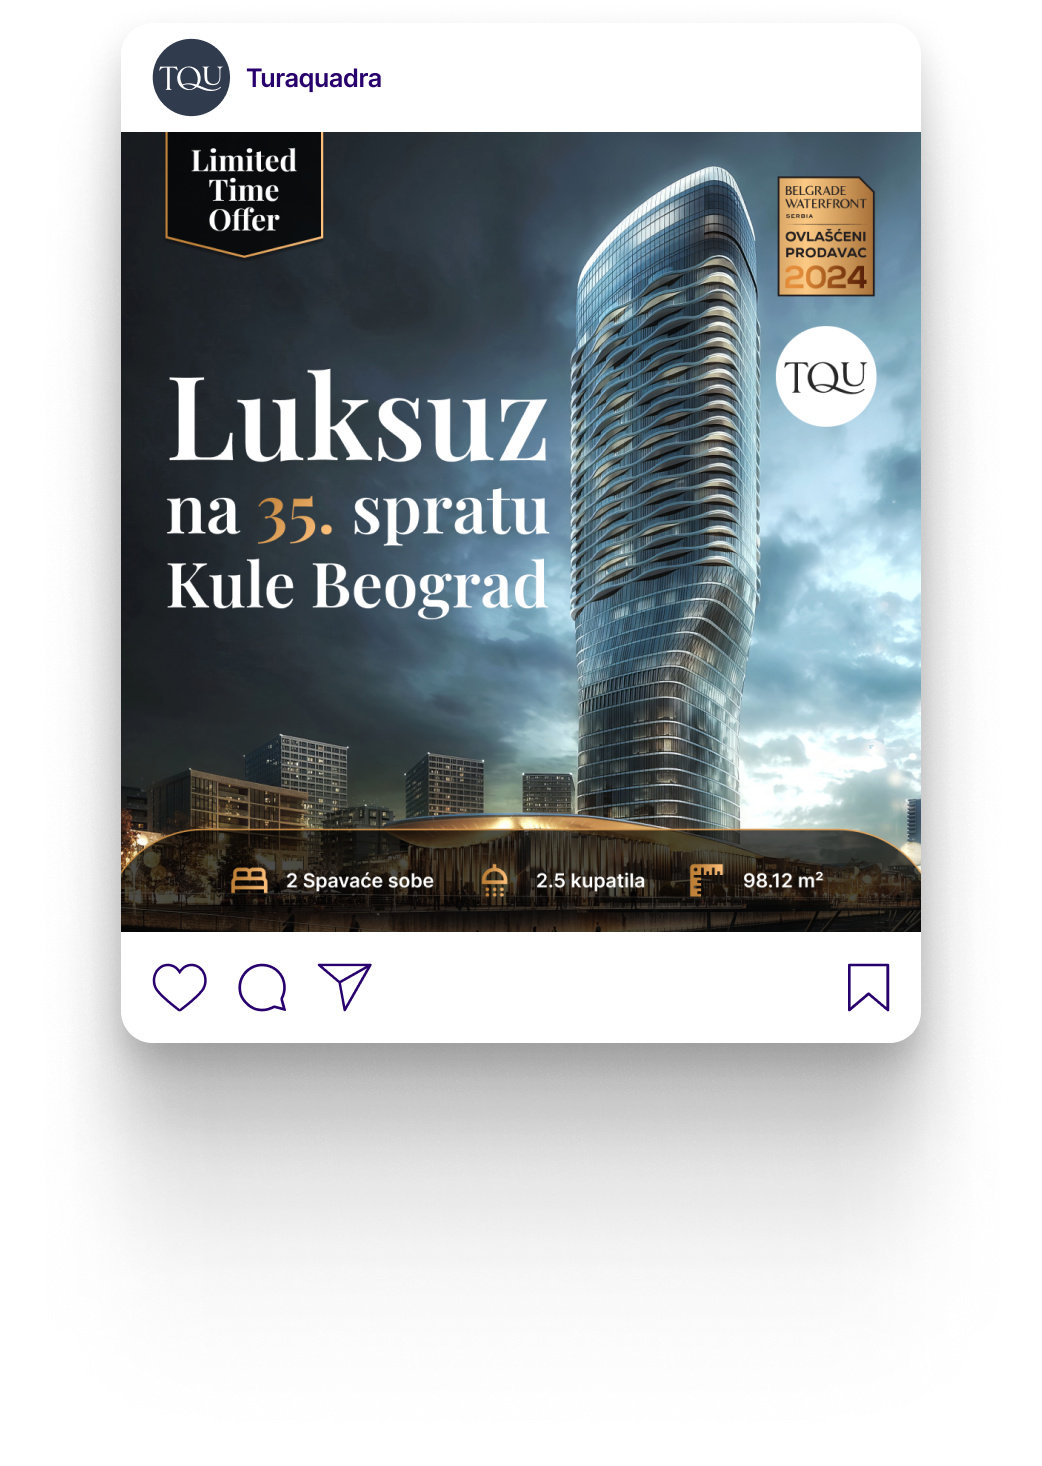 TQU
Turaquadra
Limited
Time
Offer
BELGRADE
WATERFRONT
SERBIA
OVLAŠĆENI
PRODAVAC
2024
TQU
Luksuz
na 35. spratu
Kule Beograd
2 Spavaće sobe
2.5 kupatila
98.12 m²